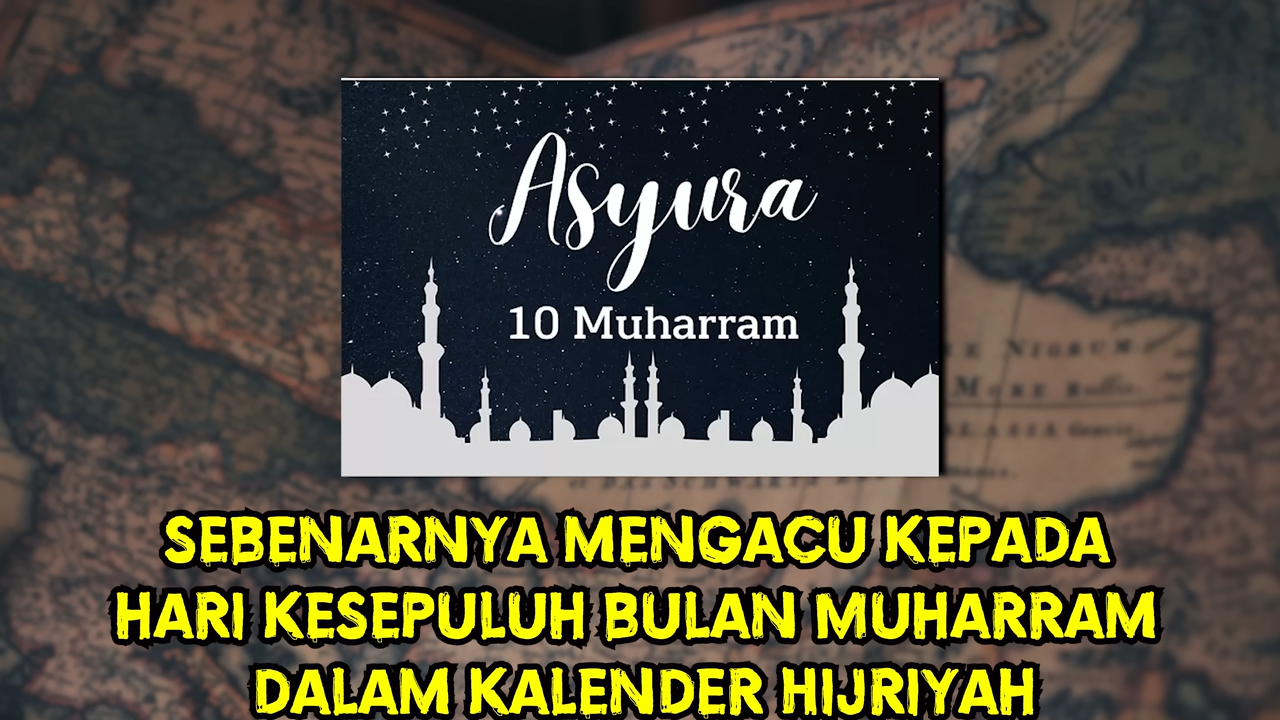 Asyura
10 Muharram
SEBENARNYA MENGACU KEPADA
HARI KESEPULUH BULAN MUHARRAM
DALAM KALENDER HIJRIYAH